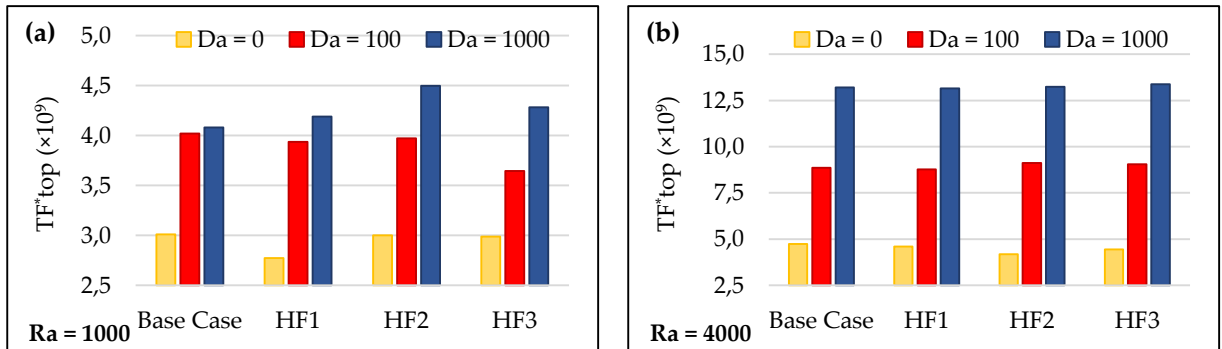 (a)
Da = 0 Da = 100 Da = 1000
TF*top (×10⁹)
5,0
4,5
4,0
3,5
3,0
2,5
Base Case HF1 HF2 HF3
Ra = 1000
(b)
Da = 0 Da = 100 Da = 1000
TF*top (×10⁹)
15,0
12,5
10,0
7,5
5,0
2,5
Base Case HF1 HF2 HF3
Ra = 4000